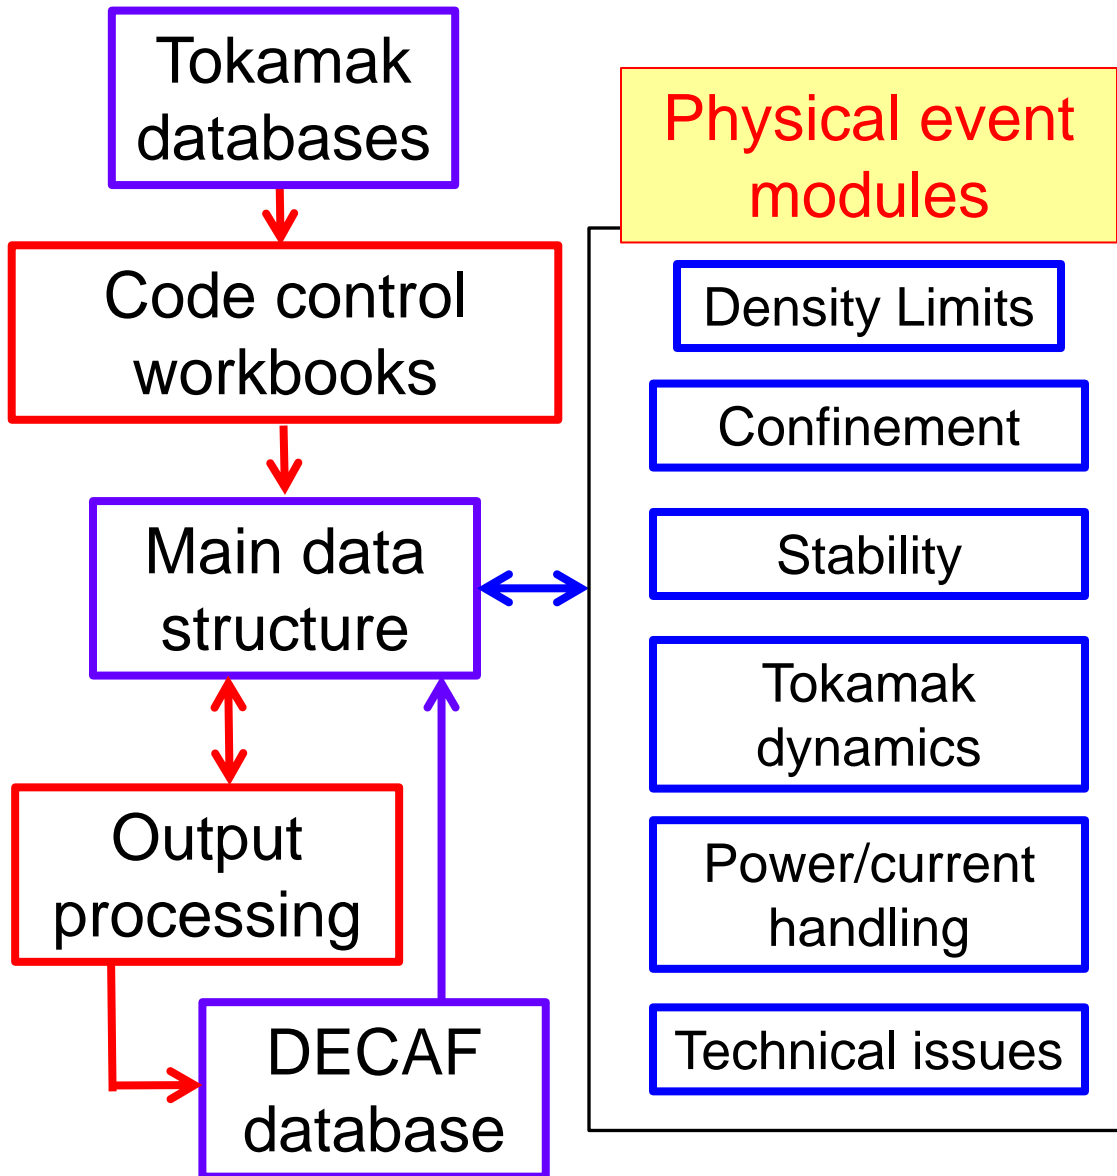 Tokamak
databases
Code control
workbooks
Main data
structure
Output
processing
DECAF
database
Physical event
modules
Density Limits
Confinement
Stability
Tokamak
dynamics
Power/current
handling
Technical issues